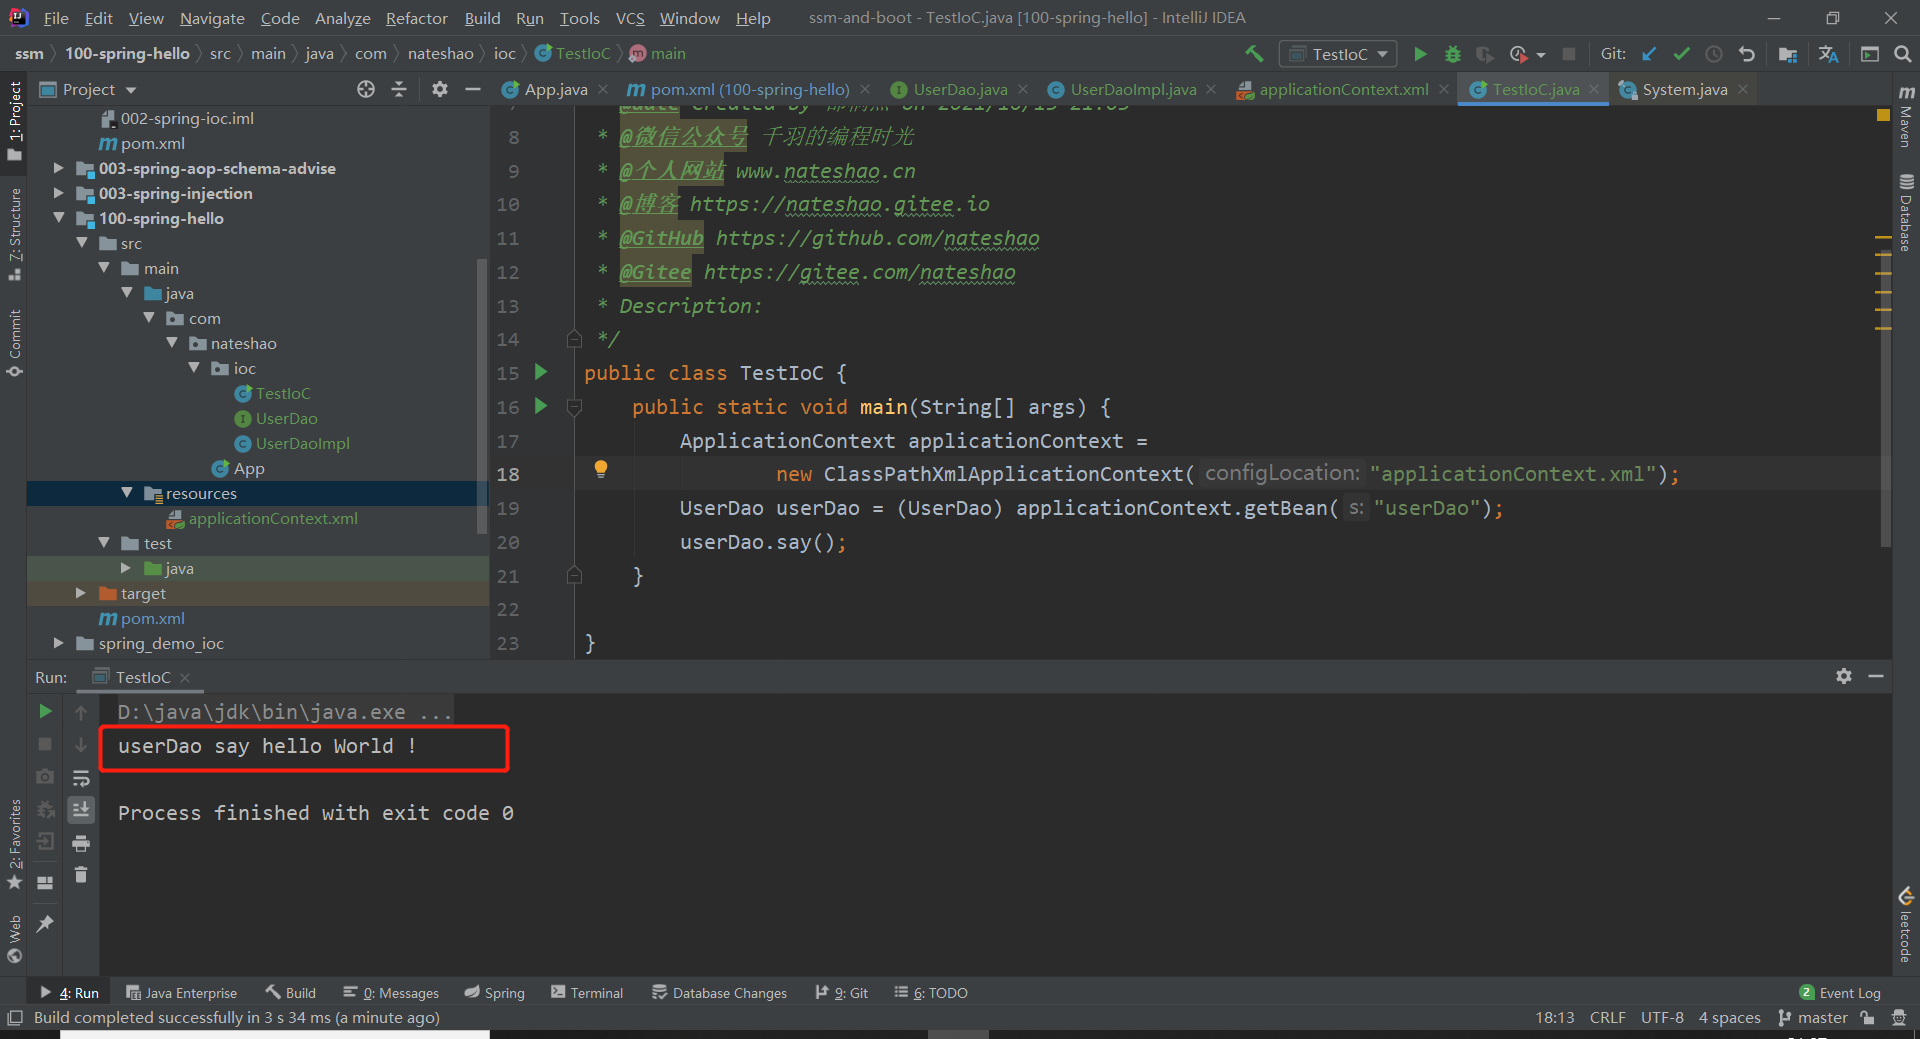 File Edit View Navigate Code Analyze Refactor Build Run Tools VCS Window Help ssm-and-boot - TestIoC.java [100-spring-hello] - IntelliJ IDEA
ssm 100-spring-hello src main java com nateshao ioc TestIoC main TestIoC Git:
Project App.java pom.xml (100-spring-hello) UserDao.java UserDaoImpl.java applicationContext.xml TestIoC.java System.java
1: Project
7: Structure
Commit
2: Favorites
Web
002-spring-ioc.iml
pom.xml
003-spring-aop-schema-advise
003-spring-injection
100-spring-hello
src
main
java
com
nateshao
ioc
TestIoC
UserDao
UserDaoImpl
App
resources
applicationContext.xml
test
java
target
pom.xml
spring_demo_ioc
8 * @微信公众号 千羽的编程时光
9 * @个人网站 www.nateshao.cn
10 * @博客 https://nateshao.gitee.io
11 * @GitHub https://github.com/nateshao
12 * @Gitee https://gitee.com/nateshao
13 * Description:
14 */
15 public class TestIoC {
16 public static void main(String[] args) {
17 ApplicationContext applicationContext =
18 new ClassPathXmlApplicationContext( configLocation: "applicationContext.xml");
19 UserDao userDao = (UserDao) applicationContext.getBean( s: "userDao");
20 userDao.say();
21 }
22
23 }
Maven
Database
leetcode
Run: TestIoC
D:\java\jdk\bin\java.exe ...
userDao say hello World !
Process finished with exit code 0
4: Run Java Enterprise Build 0: Messages Spring Terminal Database Changes 9: Git 6: TODO 2 Event Log
Build completed successfully in 3 s 34 ms (a minute ago) 18:13 CRLF UTF-8 4 spaces master